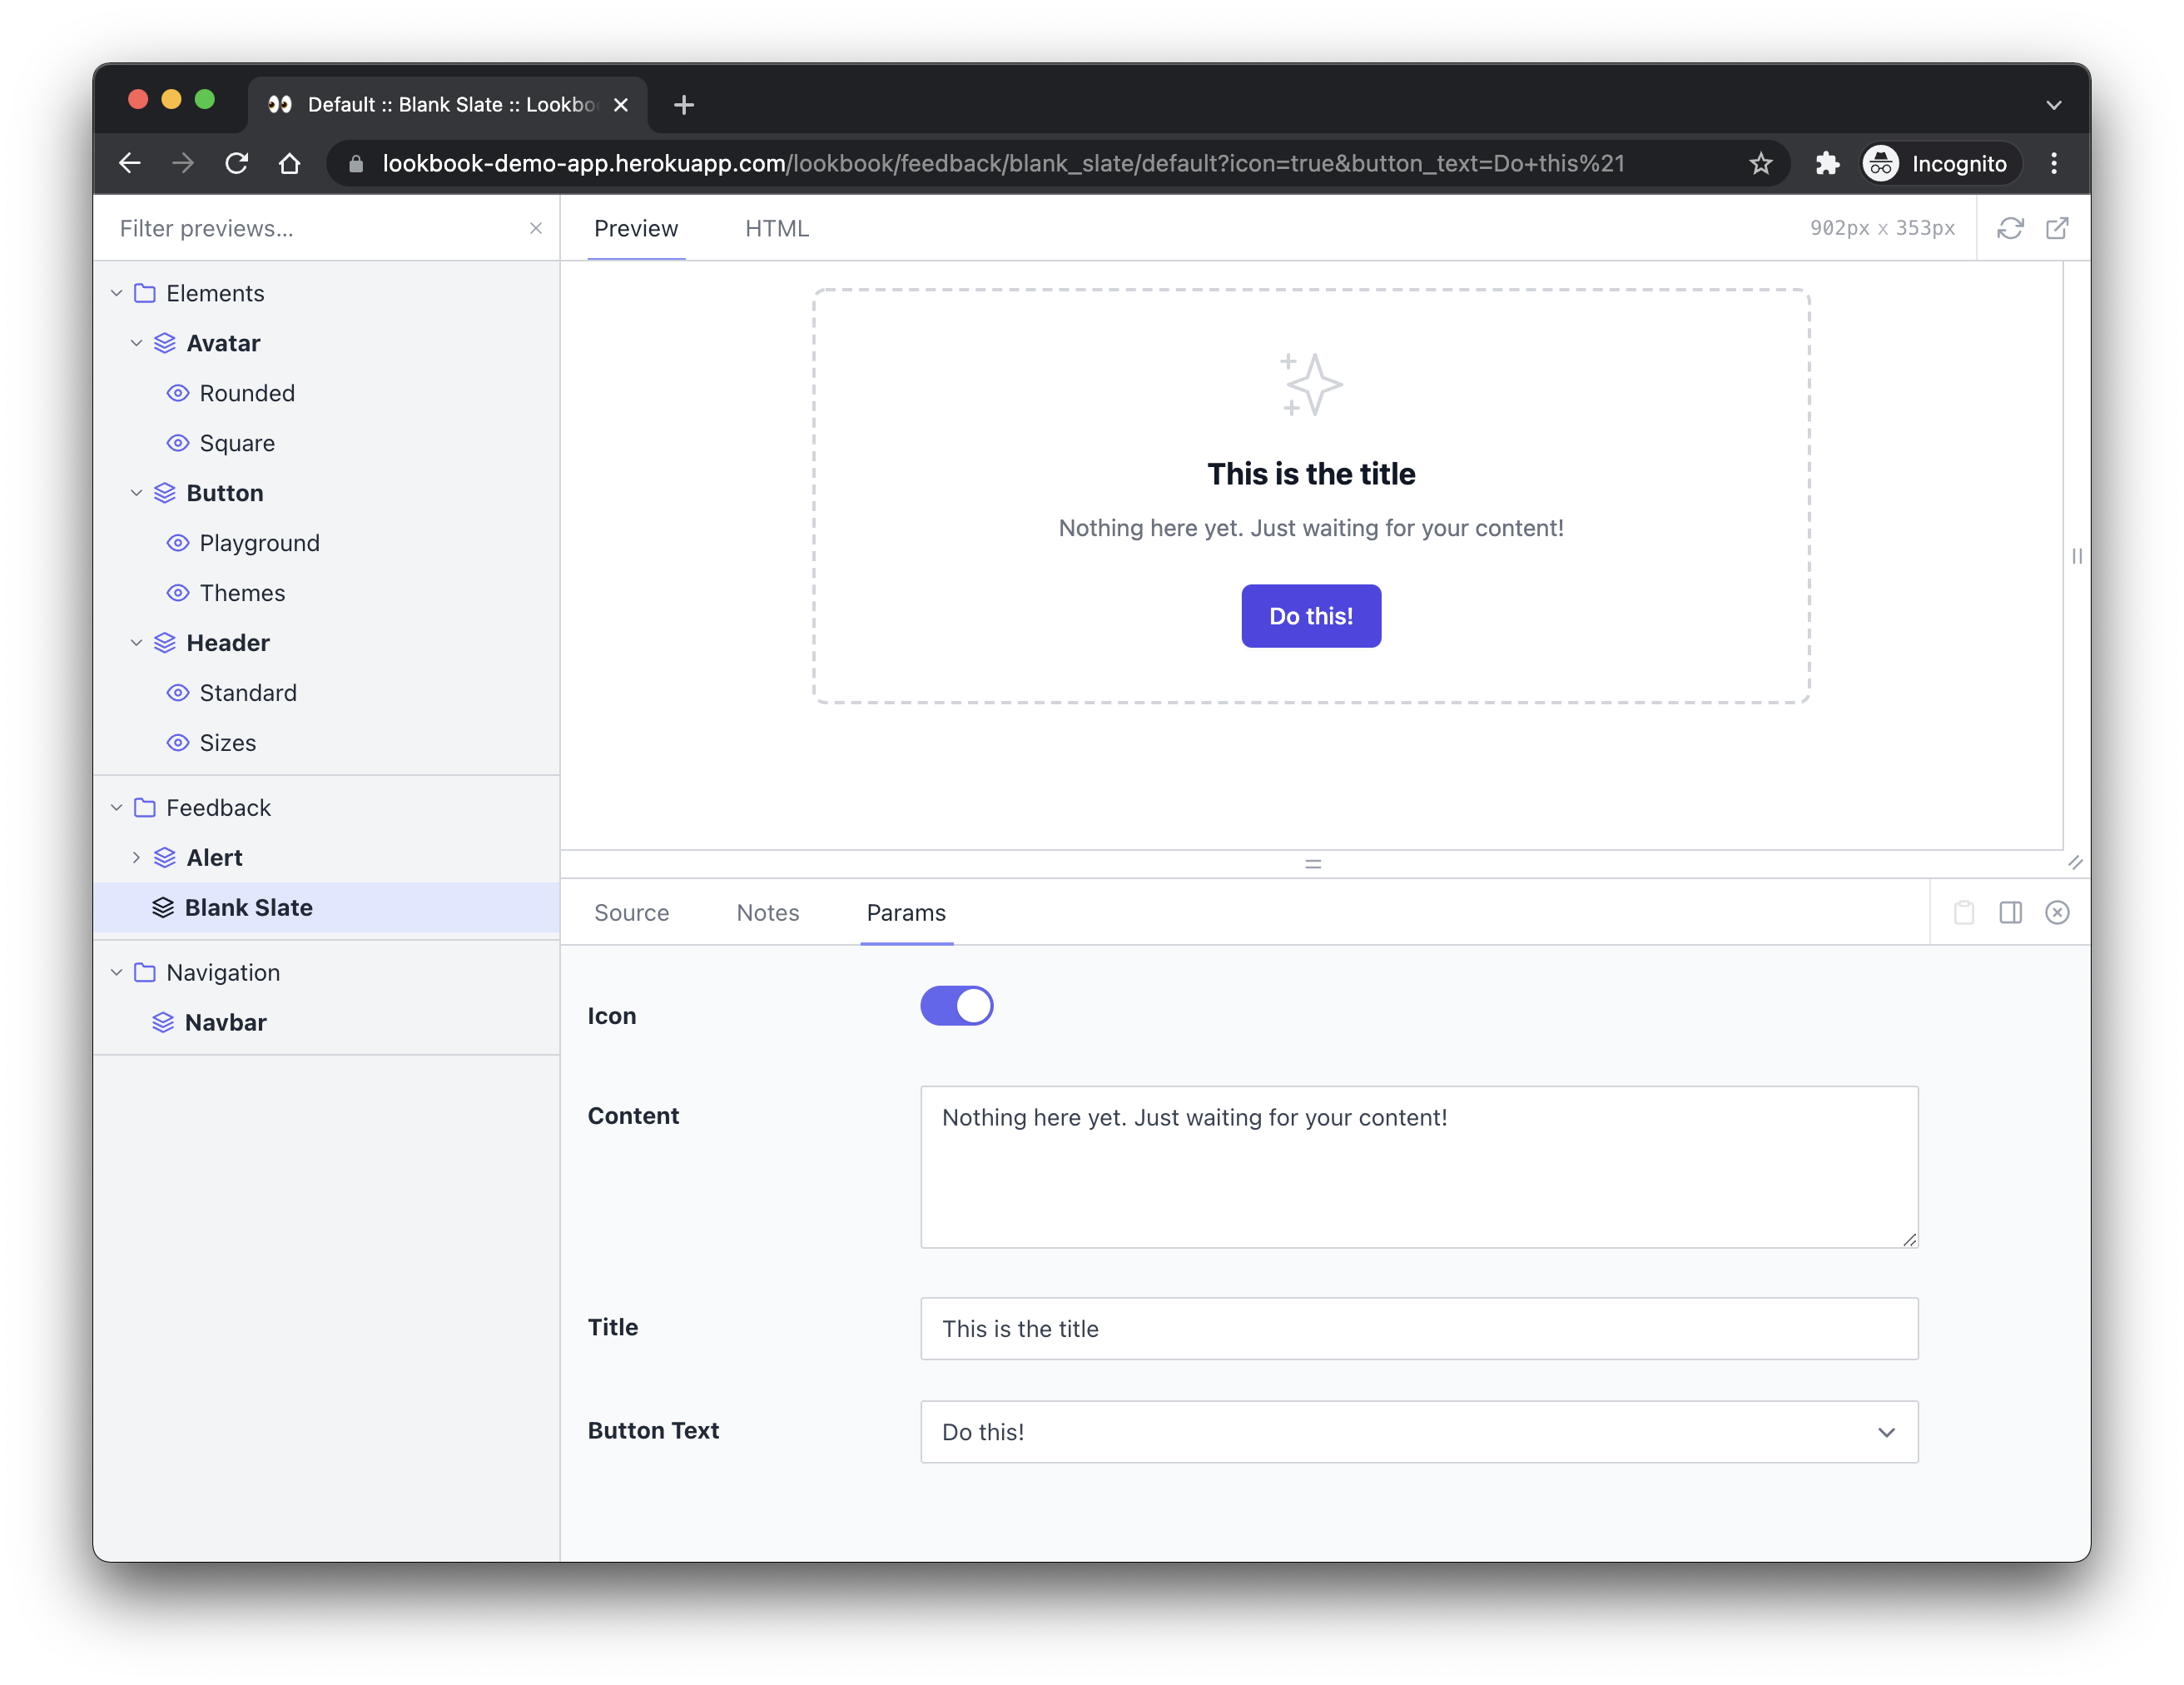 Default :: Blank Slate :: Lookbo
lookbook-demo-app.herokuapp.com/lookbook/feedback/blank_slate/default?icon=true&button_text=Do+this%21
Incognito
Filter previews...
Preview
HTML
902px x 353px
Elements
Avatar
Rounded
Square
Button
Playground
Themes
Header
Standard
Sizes
Feedback
Alert
Blank Slate
Navigation
Navbar
This is the title
Nothing here yet. Just waiting for your content!
Do this!
Source
Notes
Params
Icon
Content
Nothing here yet. Just waiting for your content!
Title
This is the title
Button Text
Do this!